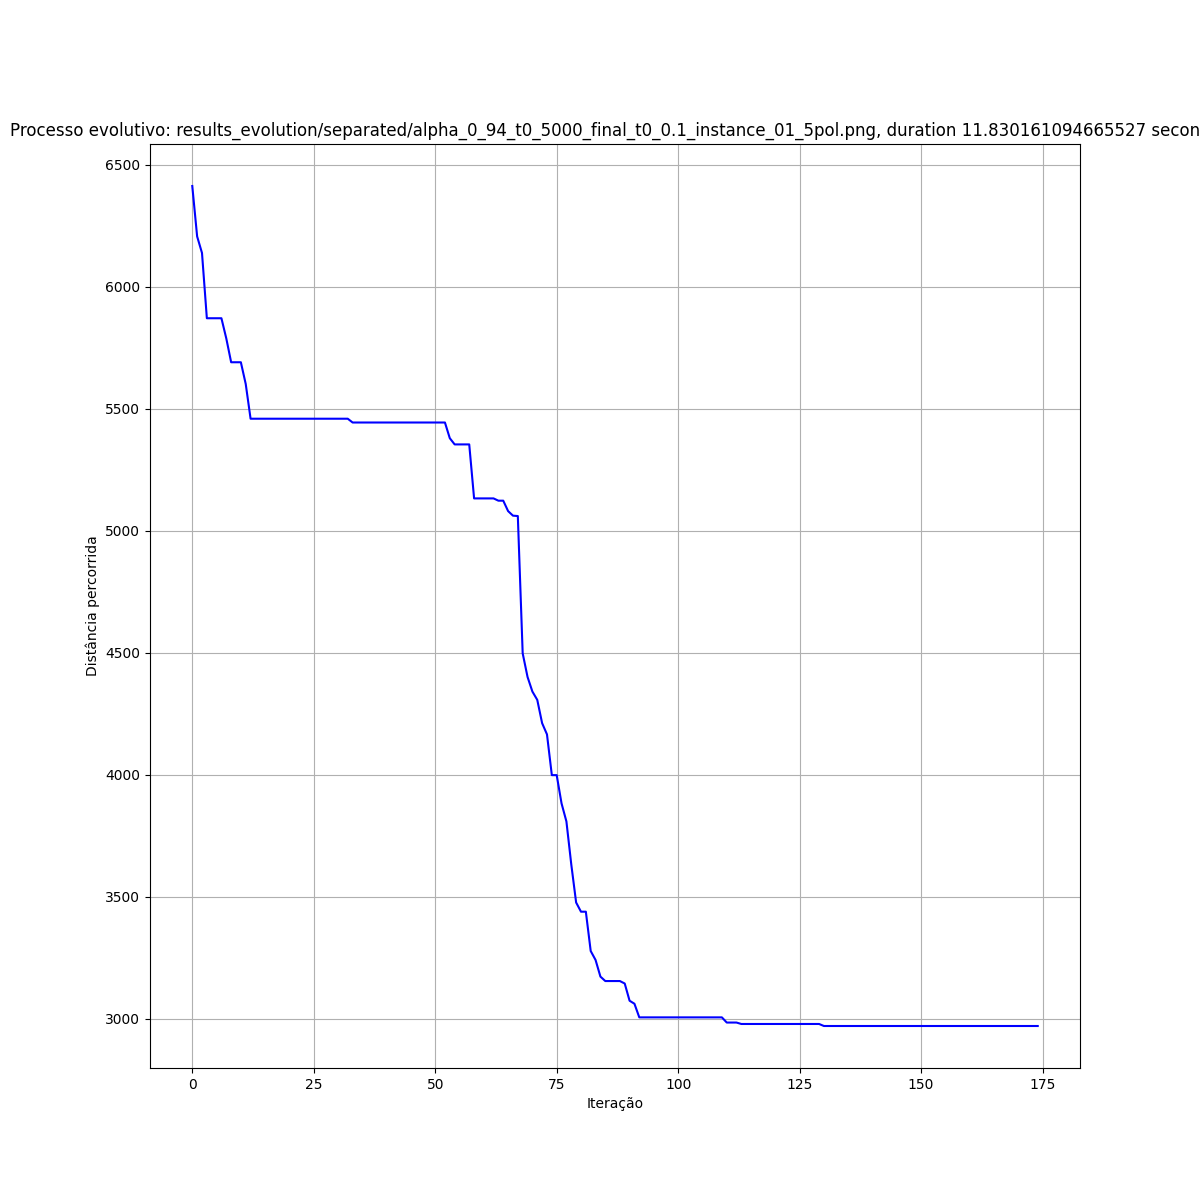 Processo evolutivo: results_evolution/separated/alpha_0_94_t0_5000_final_t0_0.1_instance_01_5pol.png, duration 11.830161094665527 secon
6500
6000
5500
5000
4500
4000
3500
3000
Distância percorrida
0 25 50 75 100 125 150 175
Iteração